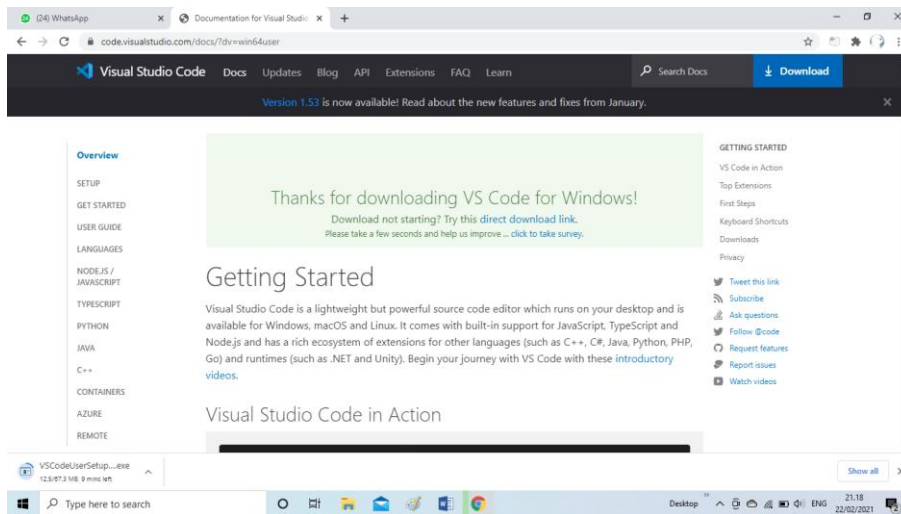 (24) WhatsApp
Documentation for Visual Studio
code.visualstudio.com/docs/?dv=win64user
Visual Studio Code Docs Updates Blog API Extensions FAQ Learn
Search Docs
Download
Version 1.53 is now available! Read about the new features and fixes from January.
Overview
SETUP
GET STARTED
USER GUIDE
LANGUAGES
NODE.JS /
JAVASCRIPT
TYPESCRIPT
PYTHON
JAVA
C++
CONTAINERS
AZURE
REMOTE
Thanks for downloading VS Code for Windows!
Download not starting? Try this direct download link.
Please take a few seconds and help us improve ... click to take survey.
Getting Started
Visual Studio Code is a lightweight but powerful source code editor which runs on your desktop and is
available for Windows, macOS and Linux. It comes with built-in support for JavaScript, TypeScript and
Node.js and has a rich ecosystem of extensions for other languages (such as C++, C#, Java, Python, PHP,
Go) and runtimes (such as .NET and Unity). Begin your journey with VS Code with these introductory
videos.
Visual Studio Code in Action
GETTING STARTED
VS Code in Action
Top Extensions
First Steps
Keyboard Shortcuts
Downloads
Privacy
Tweet this link
Subscribe
Ask questions
Follow @code
Request features
Report issues
Watch videos
VSCodeUserSetup....exe
12.9/67.3 MB, 9 mins left
Show all
Type here to search
Desktop
ENG
21.18
22/02/2021